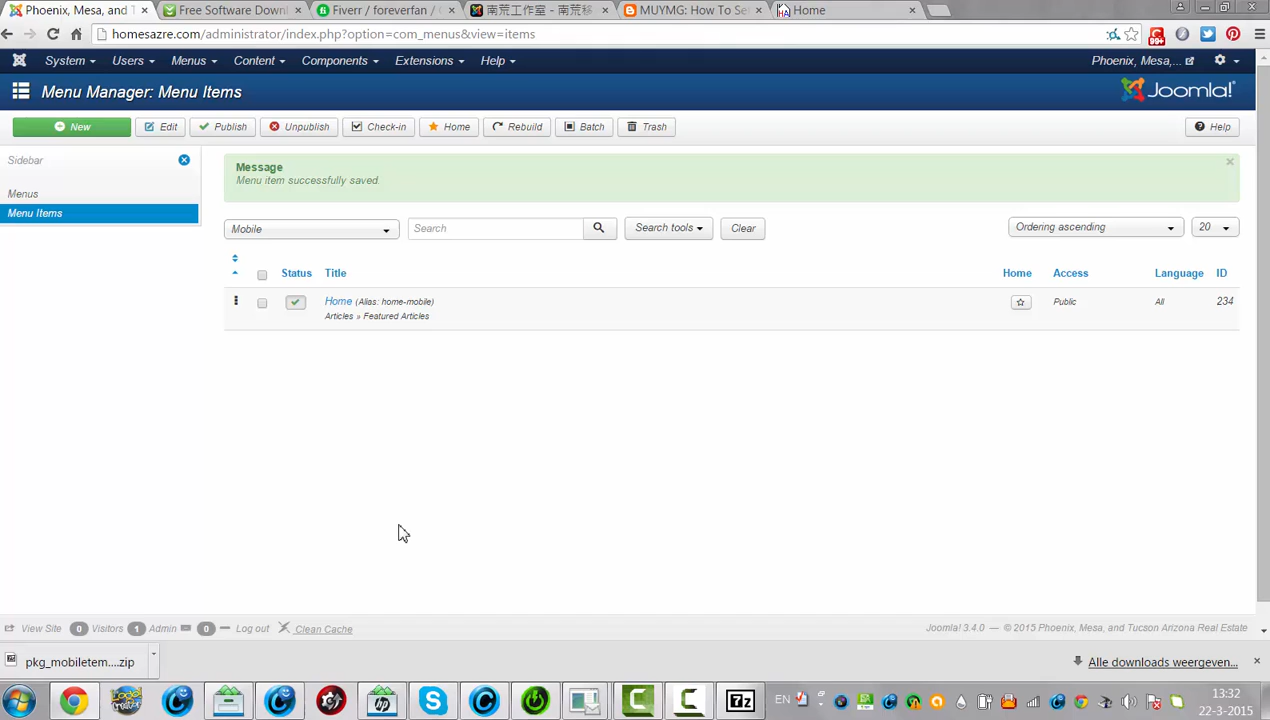 Phoenix, Mesa, and T
Free Software Downl
Fiverr / foreverfan /
南荒工作室 - 南荒移
MUYMG: How To Se
Home
homesazre.com/administrator/index.php?option=com_menus&view=items
99+
System Users Menus Content Components Extensions Help
Phoenix, Mesa,...
Menu Manager: Menu Items
Joomla!
New Edit Publish Unpublish Check-in Home Rebuild Batch Trash Help
Sidebar
Menus
Menu Items
Message
Menu item successfully saved.
Mobile Search Search tools Clear Ordering ascending 20
Status Title Home Access Language ID
Home (Alias: home-mobile) Public All 234
Articles » Featured Articles
View Site 0 Visitors 1 Admin 0 Log out Clean Cache
Joomla! 3.4.0 — © 2015 Phoenix, Mesa, and Tucson Arizona Real Estate
pkg_mobiletem....zip
Alle downloads weergeven...
EN
13:32
22-3-2015